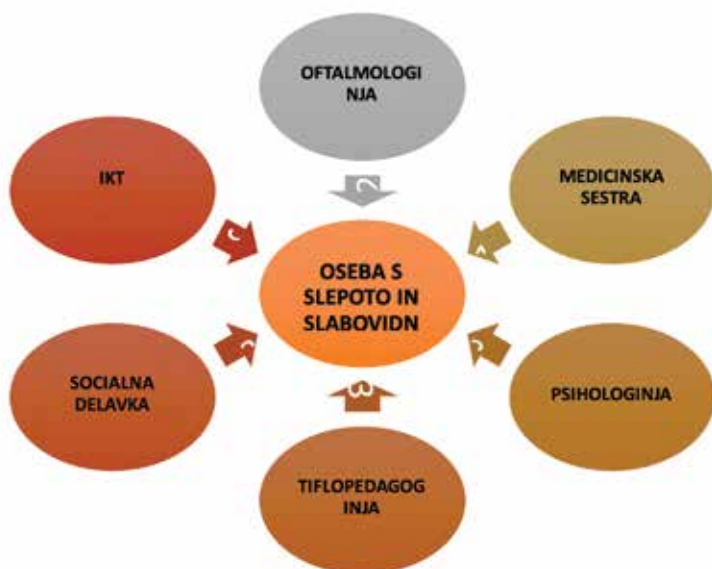 OFTALMOLOGI
NJA
IKT
MEDICINSKA
SESTRA
OSEBA S
SLEPOTO IN
SLABOVIDN
SOCIALNA
DELAVKA
PSIHOLOGINJA
TIFLOPEDAGOG
INJA